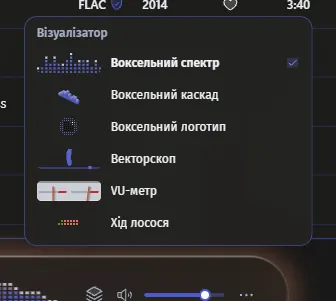 FLAC 2014 3:40
Візуалізатор
Воксельний спектр
s
Воксельний каскад
Воксельний логотип
Векторскоп
VU-метр
Хід лосося